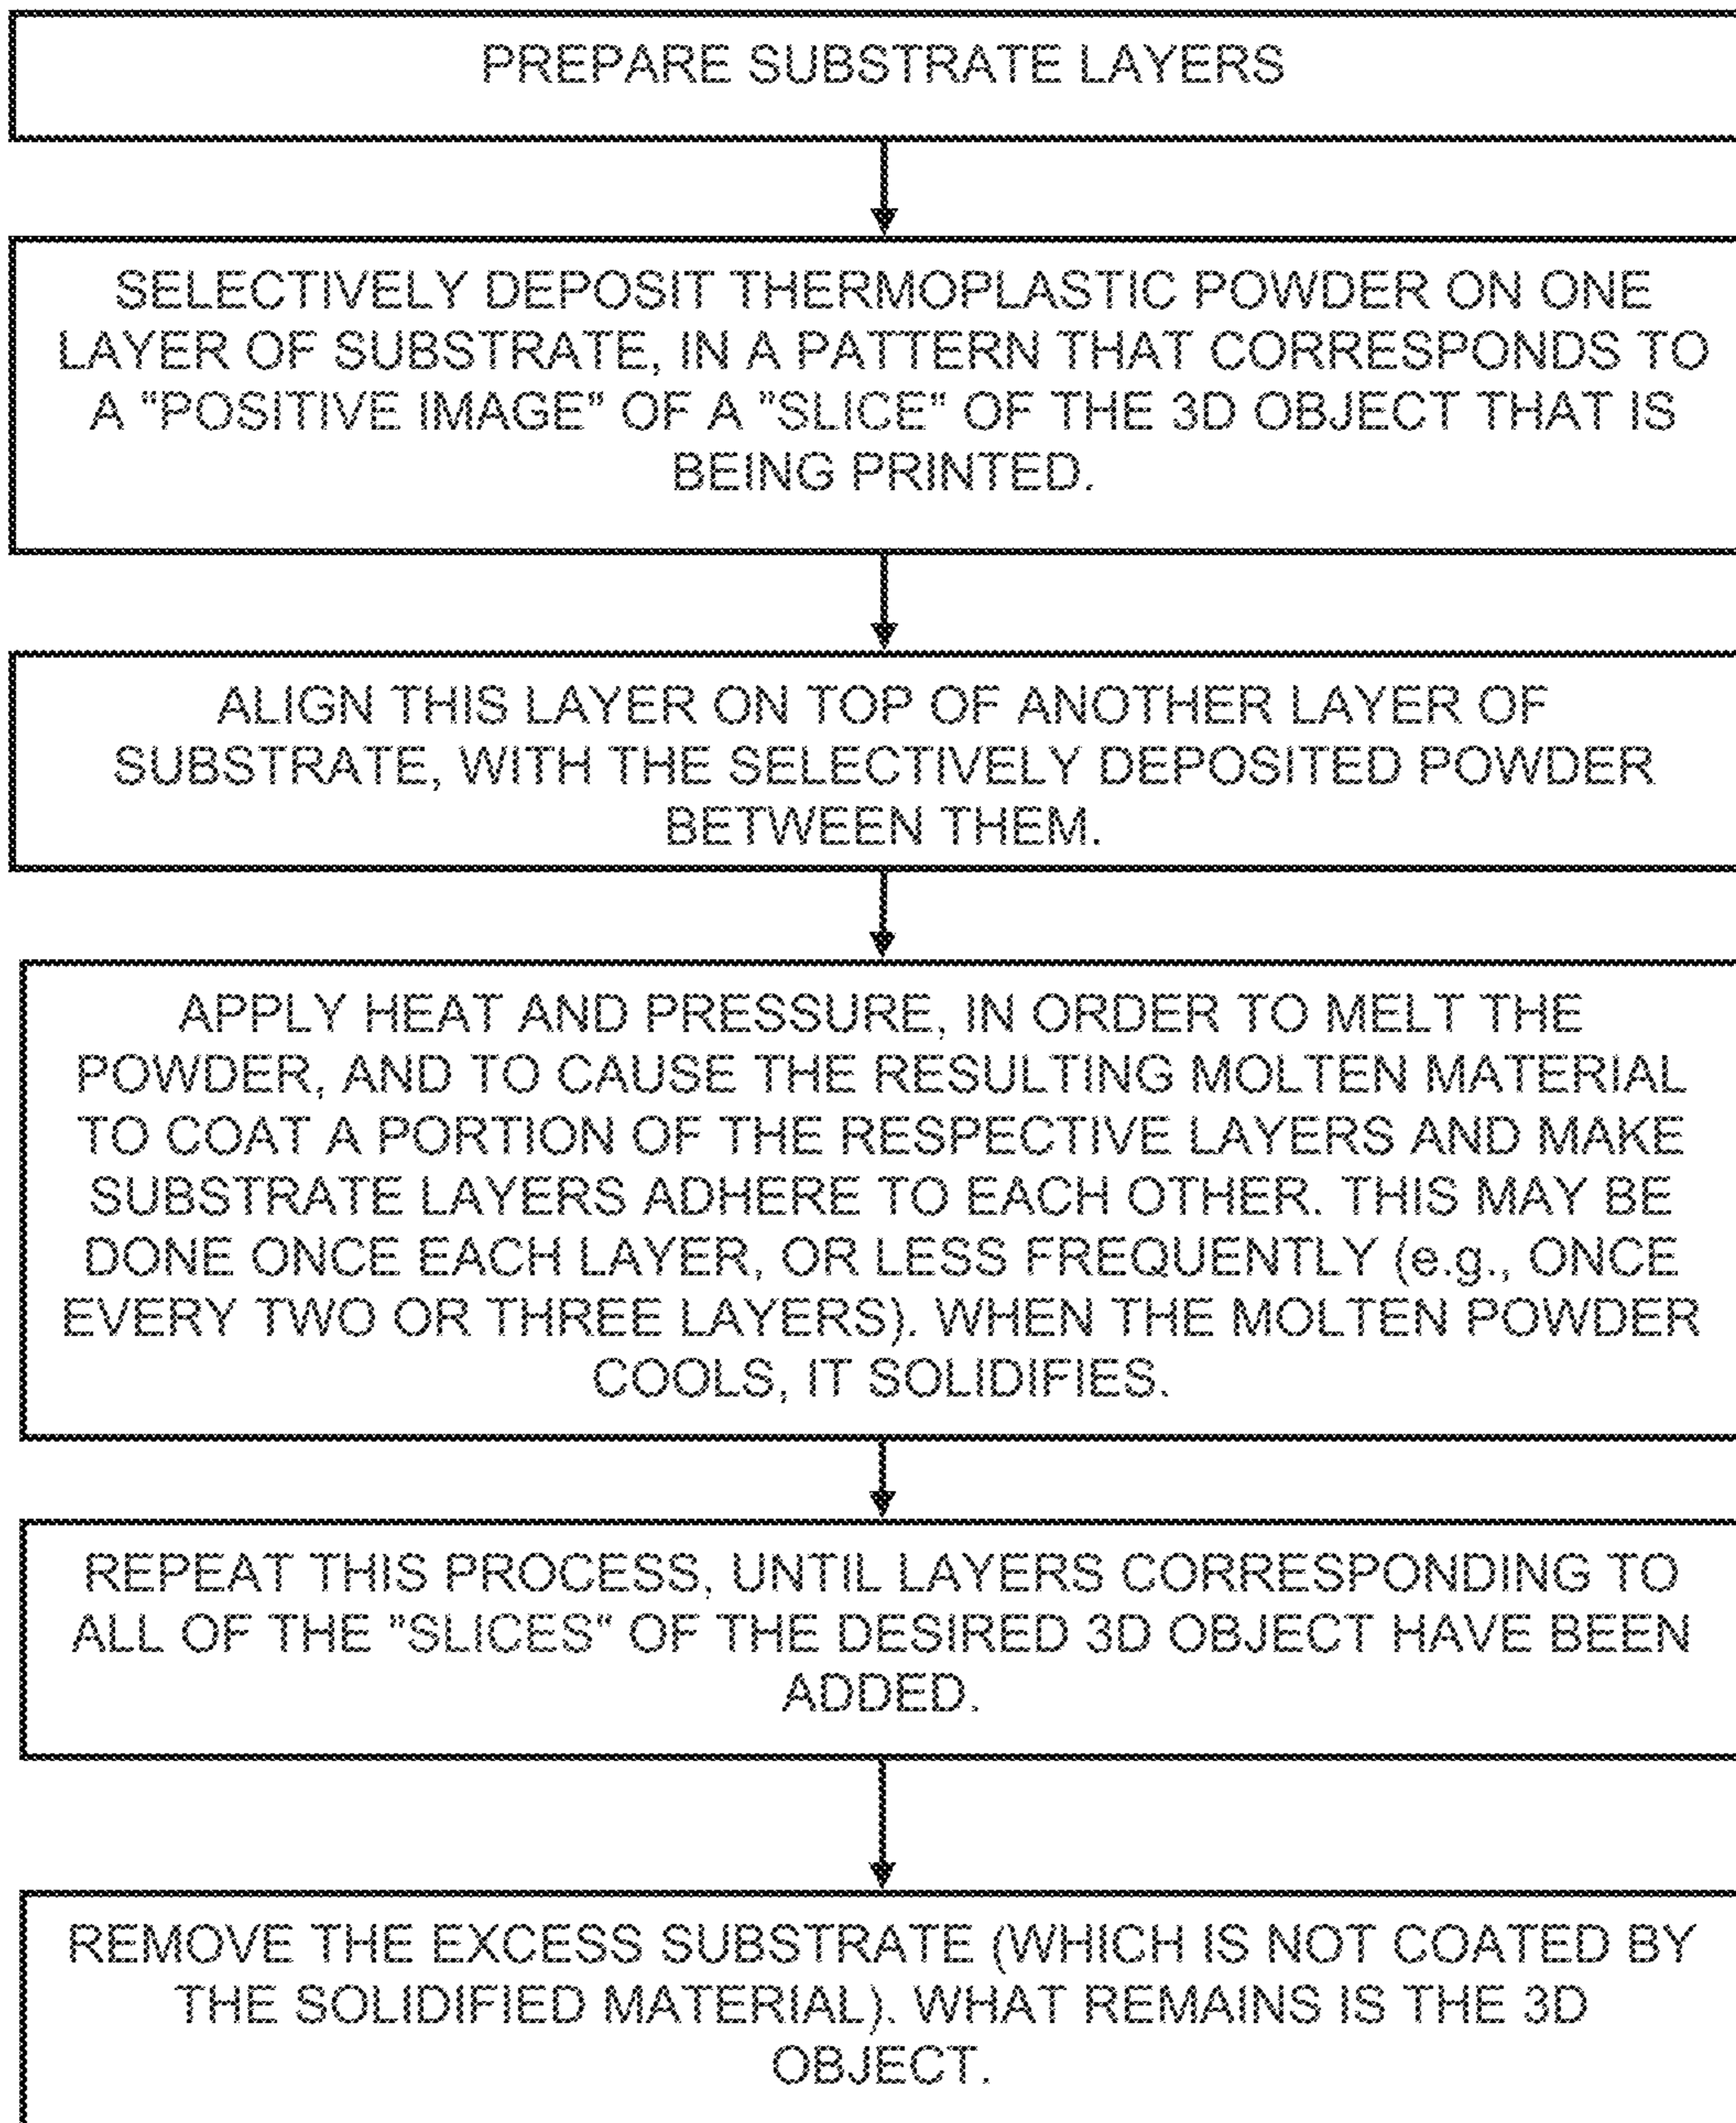 PREPARE SUBSTRATE LAYERS
SELECTIVELY DEPOSIT THERMOPLASTIC POWDER ON ONE
LAYER OF SUBSTRATE, IN A PATTERN THAT CORRESPONDS TO
A "POSITIVE IMAGE" OF A "SLICE" OF THE 3D OBJECT THAT IS
BEING PRINTED.
ALIGN THIS LAYER ON TOP OF ANOTHER LAYER OF
SUBSTRATE, WITH THE SELECTIVELY DEPOSITED POWDER
BETWEEN THEM.
APPLY HEAT AND PRESSURE, IN ORDER TO MELT THE
POWDER, AND TO CAUSE THE RESULTING MOLTEN MATERIAL
TO COAT A PORTION OF THE RESPECTIVE LAYERS AND MAKE
SUBSTRATE LAYERS ADHERE TO EACH OTHER. THIS MAY BE
DONE ONCE EACH LAYER, OR LESS FREQUENTLY (e.g., ONCE
EVERY TWO OR THREE LAYERS). WHEN THE MOLTEN POWDER
COOLS, IT SOLIDIFIES.
REPEAT THIS PROCESS, UNTIL LAYERS CORRESPONDING TO
ALL OF THE "SLICES" OF THE DESIRED 3D OBJECT HAVE BEEN
ADDED.
REMOVE THE EXCESS SUBSTRATE (WHICH IS NOT COATED BY
THE SOLIDIFIED MATERIAL). WHAT REMAINS IS THE 3D
OBJECT.